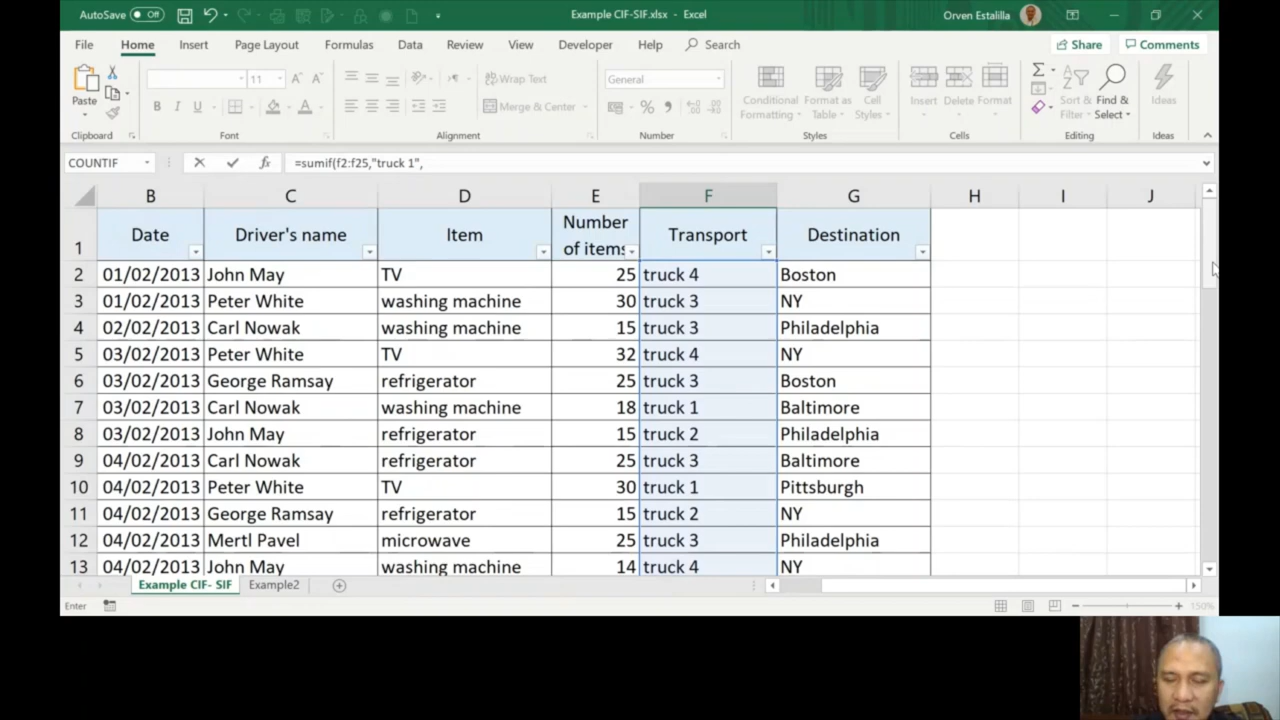 AutoSave Off Example CIF-SIF.xlsx - Excel Orven Estalilla
File Home Insert Page Layout Formulas Data Review View Developer Help Search Share Comments
11 Wrap Text General
Paste Merge & Center Conditional Formatting Format as Table Cell Styles Insert Delete Format Sort & Filter Find & Select Ideas
Clipboard Font Alignment Number Styles Cells Editing Ideas
COUNTIF =sumif(f2:f25,"truck 1",
B C D E F G H I J
1 Date Driver's name Item Number of items Transport Destination
2 01/02/2013 John May TV 25 truck 4 Boston
3 01/02/2013 Peter White washing machine 30 truck 3 NY
4 02/02/2013 Carl Nowak washing machine 15 truck 3 Philadelphia
5 03/02/2013 Peter White TV 32 truck 4 NY
6 03/02/2013 George Ramsay refrigerator 25 truck 3 Boston
7 03/02/2013 Carl Nowak washing machine 18 truck 1 Baltimore
8 03/02/2013 John May refrigerator 15 truck 2 Philadelphia
9 04/02/2013 Carl Nowak refrigerator 25 truck 3 Baltimore
10 04/02/2013 Peter White TV 30 truck 1 Pittsburgh
11 04/02/2013 George Ramsay refrigerator 15 truck 2 NY
12 04/02/2013 Mertl Pavel microwave 25 truck 3 Philadelphia
13 04/02/2013 John May washing machine 14 truck 4 NY
Example CIF- SIF Example2
Enter 150%